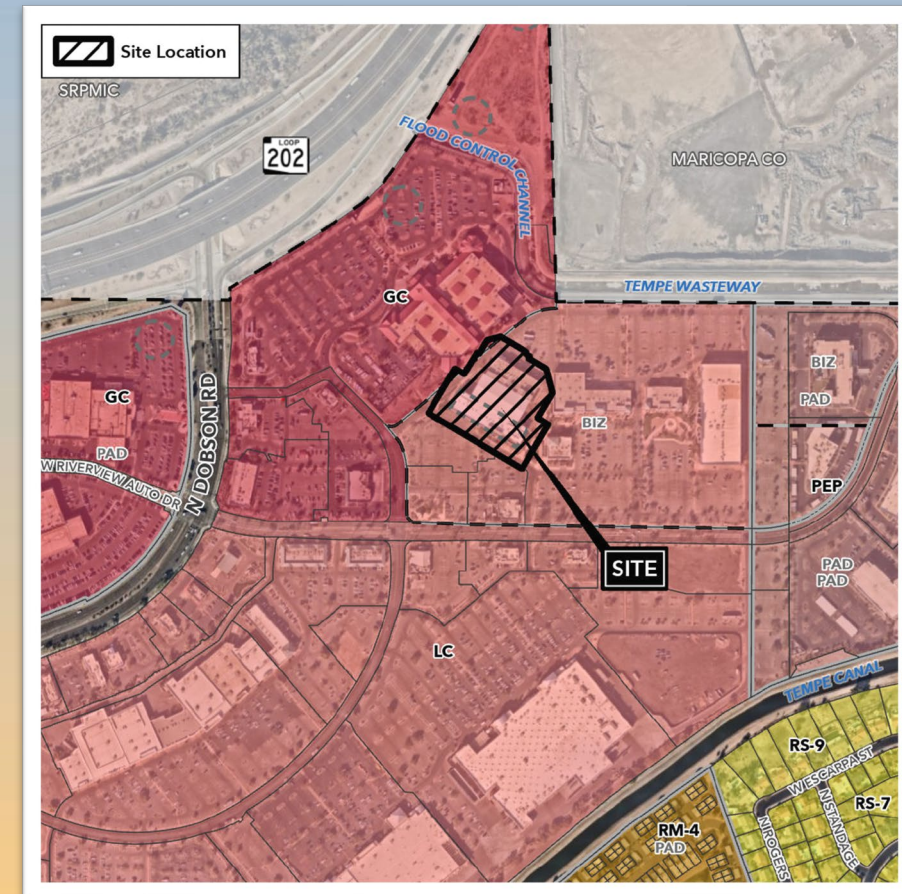 Site Location
SRPMIC
LOOP
202
FLOOD CONTROL CHANNEL
MARICOPA CO
TEMPE WASTEWAY
GC
GC
PAD
N DOBSON RD
W RIVERVIEW AUTO DR
BIZ
BIZ
PAD
PEP
SITE
PAD
PAD
LC
TEMPE CANAL
RS-9
W ESCARPA ST
RS-7
N STANDAGE
N ROGERS
RM-4
PAD